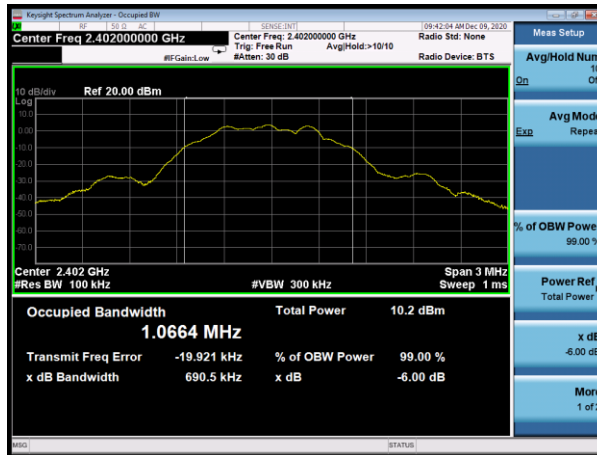 Keysight Spectrum Analyzer - Occupied BW
RF 50 Ω AC SENSE:INT 09:42:04 AM Dec 09, 2020
Center Freq 2.402000000 GHz
Center Freq: 2.402000000 GHz Radio Std: None
Trig: Free Run Avg|Hold:>10/10
#IFGain:Low #Atten: 30 dB Radio Device: BTS
10 dB/div Ref 20.00 dBm
Log
10.0
0.00
-10.0
-20.0
-30.0
-40.0
-50.0
-60.0
-70.0
Center 2.402 GHz Span 3 MHz
#Res BW 100 kHz #VBW 300 kHz Sweep 1 ms
Occupied Bandwidth Total Power 10.2 dBm
1.0664 MHz
Transmit Freq Error -19.921 kHz % of OBW Power 99.00 %
x dB Bandwidth 690.5 kHz x dB -6.00 dB
MSG STATUS
Meas Setup
Avg/Hold Num
10
On Of
Avg Mode
Exp Repea
% of OBW Powe
99.00 %
Power Ref
Total Power
x dB
-6.00 dB
More
1 of 2